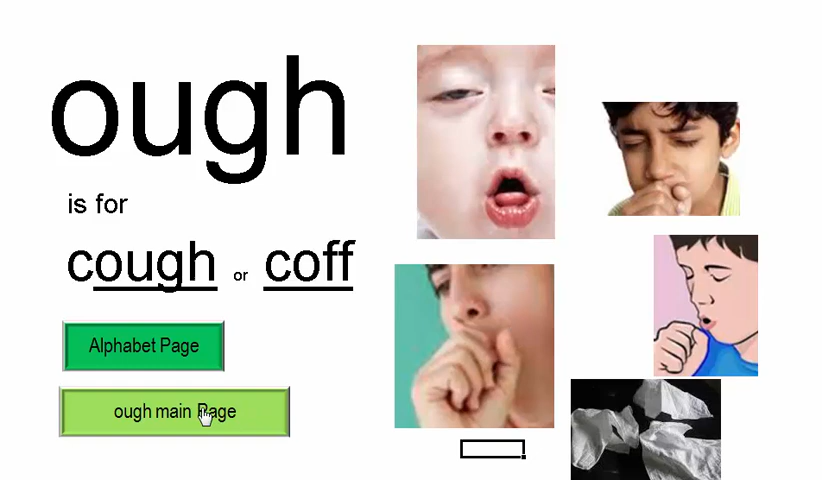 ough
is for
cough or coff
Alphabet Page
ough main Page